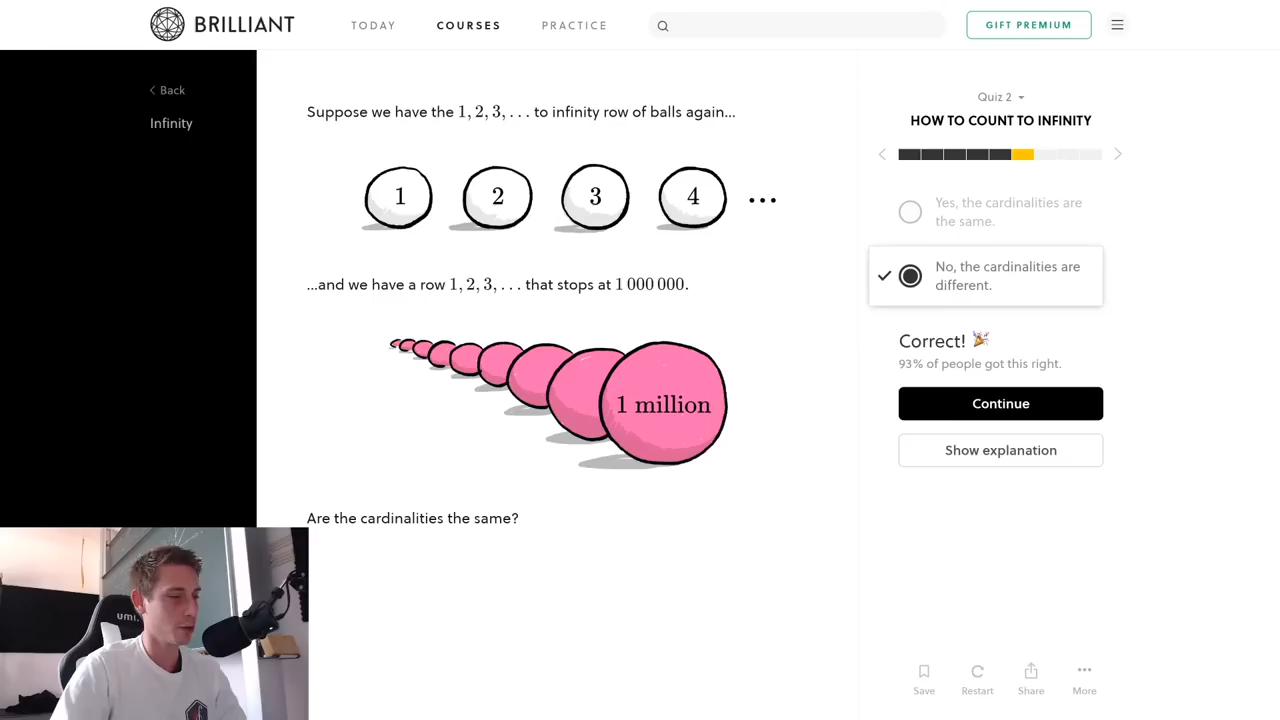 BRILLIANT
TODAY
COURSES
PRACTICE
GIFT PREMIUM
Back
Infinity
Suppose we have the 1, 2, 3, . . . to infinity row of balls again...
1 2 3 4 ...
...and we have a row 1, 2, 3, . . . that stops at 1 000 000.
1 million
Are the cardinalities the same?
Quiz 2
HOW TO COUNT TO INFINITY
Yes, the cardinalities are
the same.
No, the cardinalities are
different.
Correct! 🎉
93% of people got this right.
Continue
Show explanation
Save
Restart
Share
More
umi.